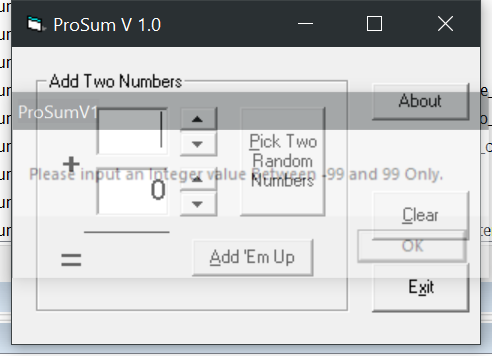 ProSum V 1.0
Add Two Numbers
About
ProSumV1
+
Pick Two
Random
Numbers
Please input an Integer value Between -99 and 99 Only.
0
Clear
OK
=
Add 'Em Up
Exit